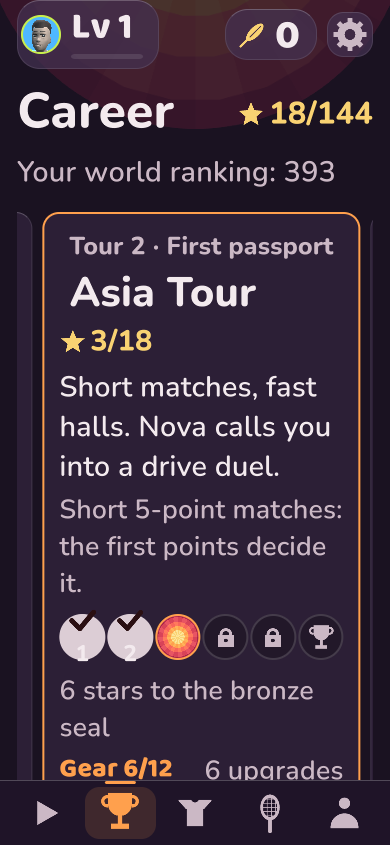 Lv 1
0
Career
18/144
Your world ranking: 393
Tour 2 · First passport
Asia Tour
3/18
Short matches, fast
halls. Nova calls you
into a drive duel.
Short 5-point matches:
the first points decide
it.
1 2
6 stars to the bronze
seal
Gear 6/12 6 upgrades